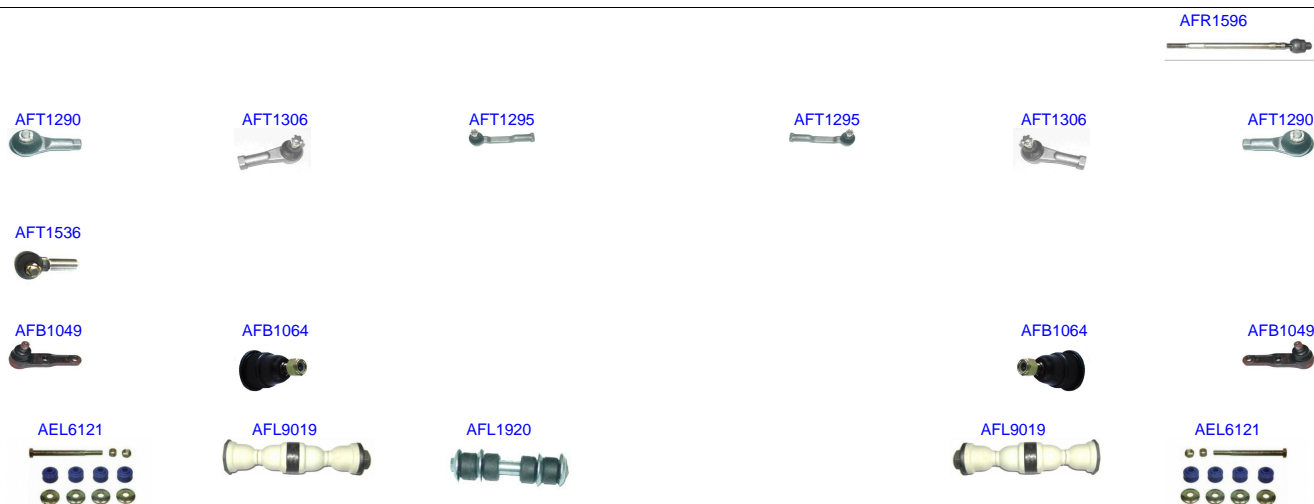 AFR1596
AFT1290 AFT1306 AFT1295 AFT1295 AFT1306 AFT1290
AFT1536
AFB1049 AFB1064 AFB1064 AFB1049
AEL6121 AFL9019 AFL1920 AFL9019 AEL6121